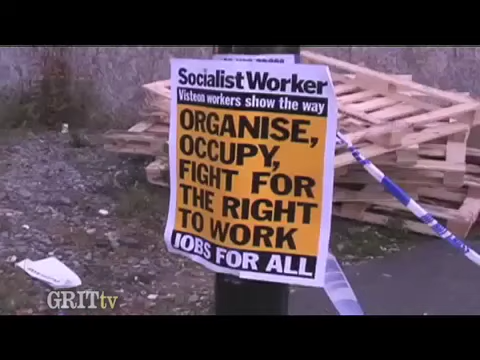 Socialist Worker
Visteon workers show the way
ORGANISE,
OCCUPY,
FIGHT FOR
THE RIGHT
TO WORK
JOBS FOR ALL
GRITtv